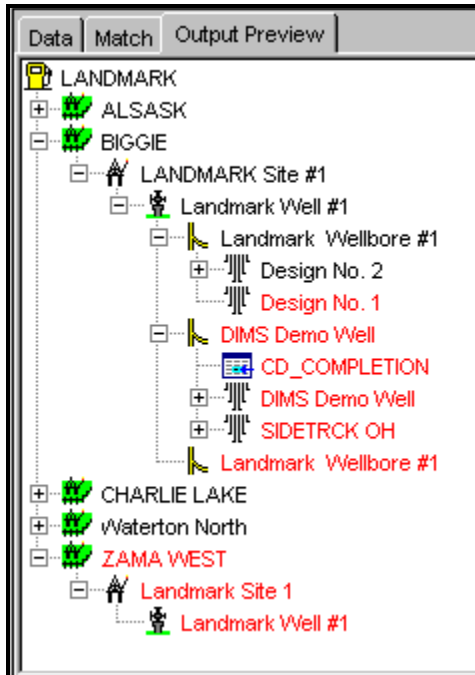 Data Match Output Preview
LANDMARK
ALSASK
BIGGIE
LANDMARK Site #1
Landmark Well #1
Landmark  Wellbore #1
Design No. 2
Design No. 1
DIMS Demo Well
CD_COMPLETION
DIMS Demo Well
SIDETRCK OH
Landmark  Wellbore #1
CHARLIE LAKE
Waterton North
ZAMA WEST
Landmark Site 1
Landmark Well #1